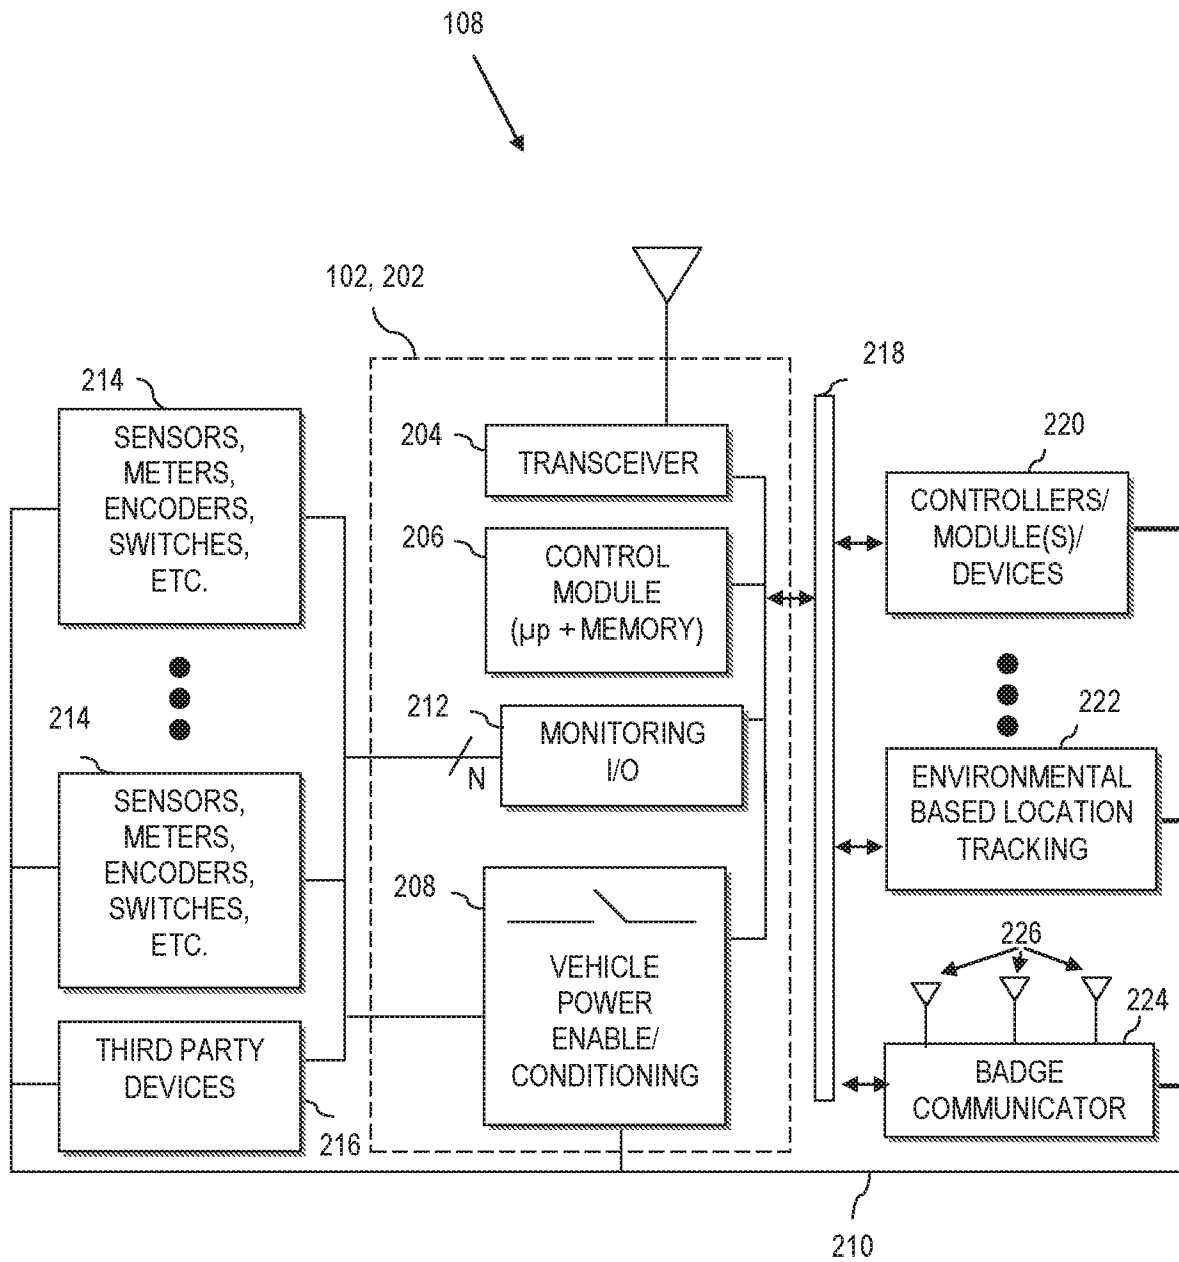 108
102, 202
214
SENSORS,
METERS,
ENCODERS,
SWITCHES,
ETC.
214
SENSORS,
METERS,
ENCODERS,
SWITCHES,
ETC.
THIRD PARTY
DEVICES
216
204
TRANSCEIVER
206
CONTROL
MODULE
(µp + MEMORY)
212
MONITORING
I/O
N
208
VEHICLE
POWER
ENABLE/
CONDITIONING
218
220
CONTROLLERS/
MODULE(S)/
DEVICES
222
ENVIRONMENTAL
BASED LOCATION
TRACKING
226
224
BADGE
COMMUNICATOR
210